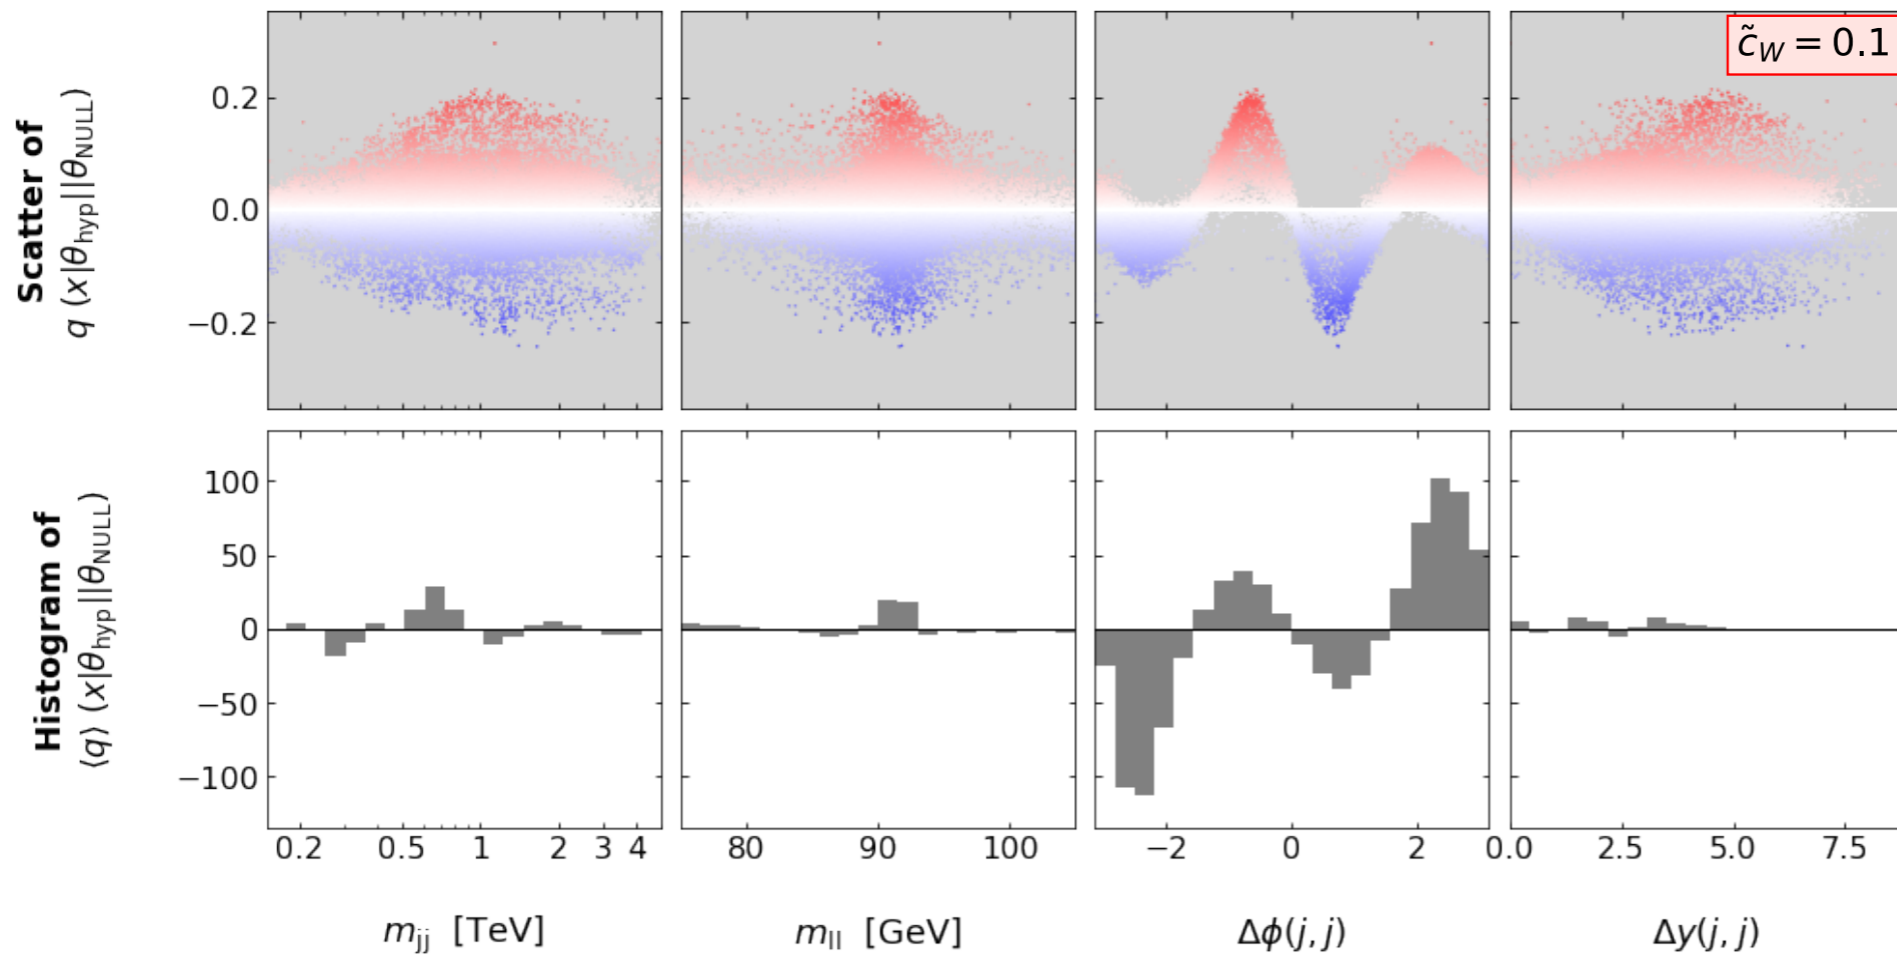 c̃_W = 0.1
Scatter of
q (x|θ_hyp||θ_NULL)
0.2
0.0
−0.2
Histogram of
⟨q⟩ (x|θ_hyp||θ_NULL)
100
50
0
−50
−100
0.2 0.5 1 2 3 4 80 90 100 −2 0 2 0.0 2.5 5.0 7.5
m_jj [TeV] m_ll [GeV] Δϕ(j, j) Δy(j, j)